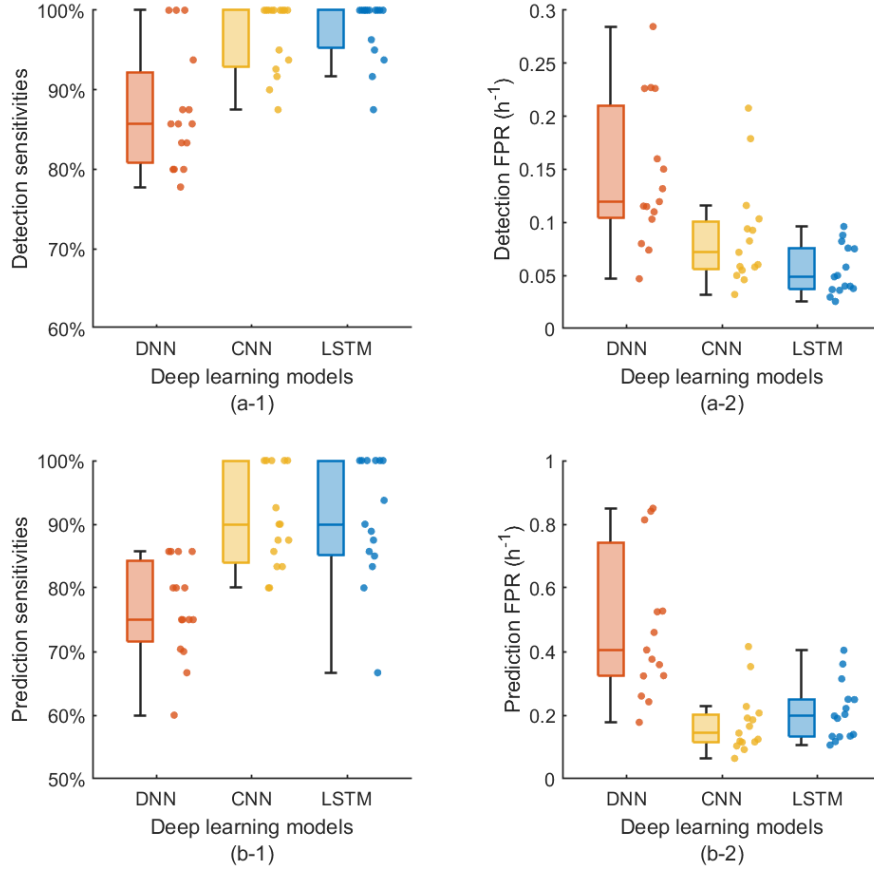 Detection sensitivities
100%
90%
80%
70%
60%
DNN CNN LSTM
Deep learning models
(a-1)
Detection FPR (h-1)
0.3
0.25
0.2
0.15
0.1
0.05
0
DNN CNN LSTM
Deep learning models
(a-2)
Prediction sensitivities
100%
90%
80%
70%
60%
50%
DNN CNN LSTM
Deep learning models
(b-1)
Prediction FPR (h-1)
1
0.8
0.6
0.4
0.2
0
DNN CNN LSTM
Deep learning models
(b-2)